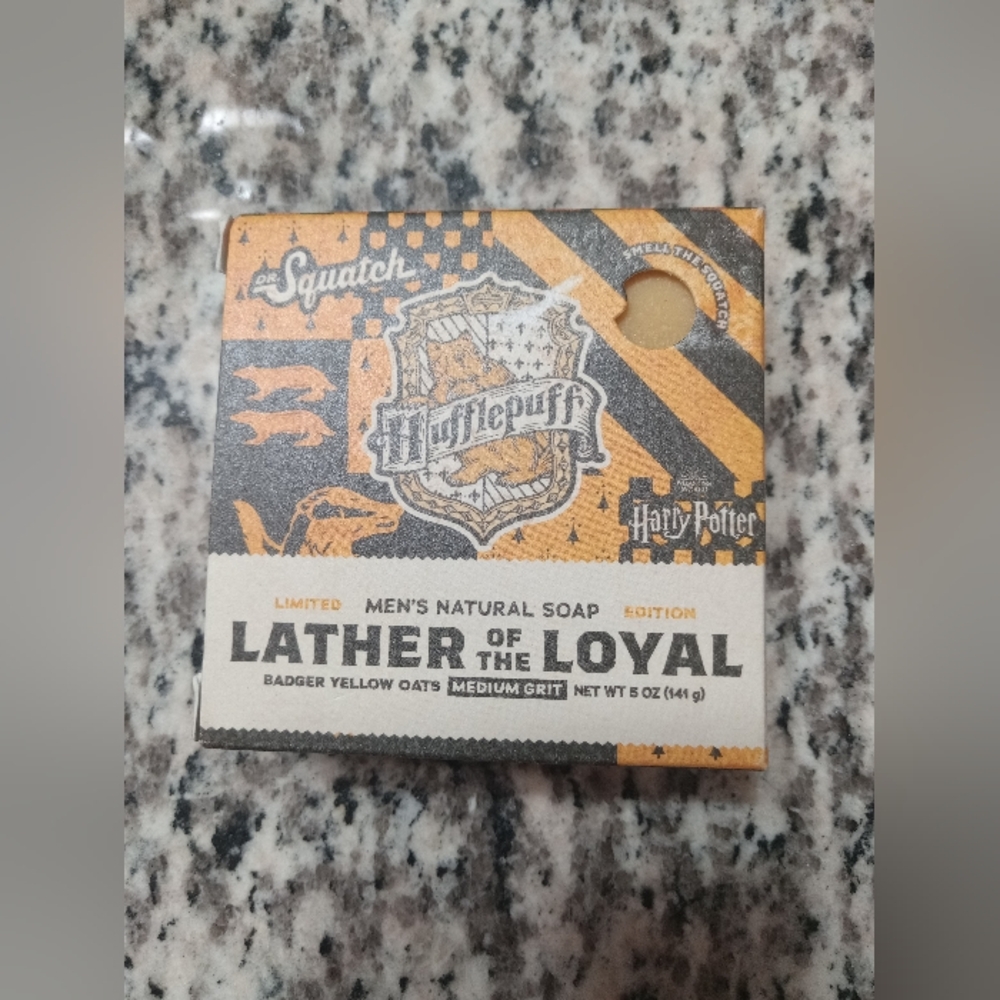 DR. Squatch
SMELL THE SQUATCH
Hufflepuff
Harry Potter
LIMITED MEN'S NATURAL SOAP EDITION
LATHER OF THE LOYAL
BADGER YELLOW OATS MEDIUM GRIT NET WT 5 OZ (141 g)